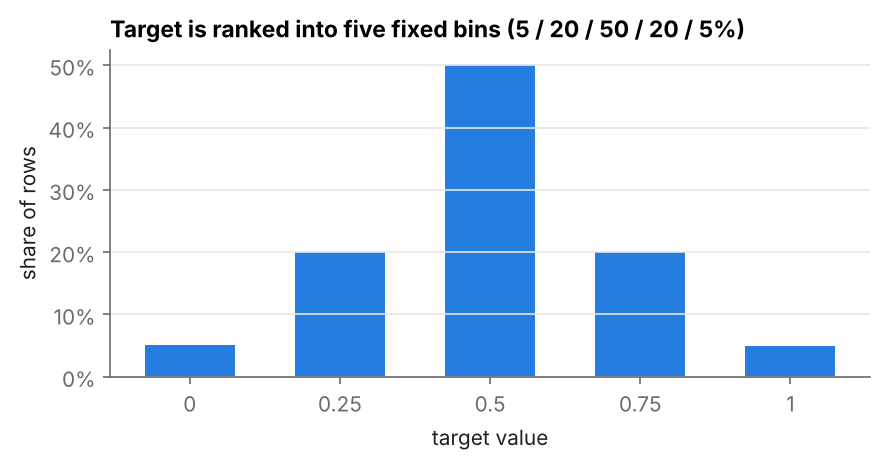 Target is ranked into five fixed bins (5 / 20 / 50 / 20 / 5%)
50%
40%
30%
20%
10%
0%
share of rows
0 0.25 0.5 0.75 1
target value